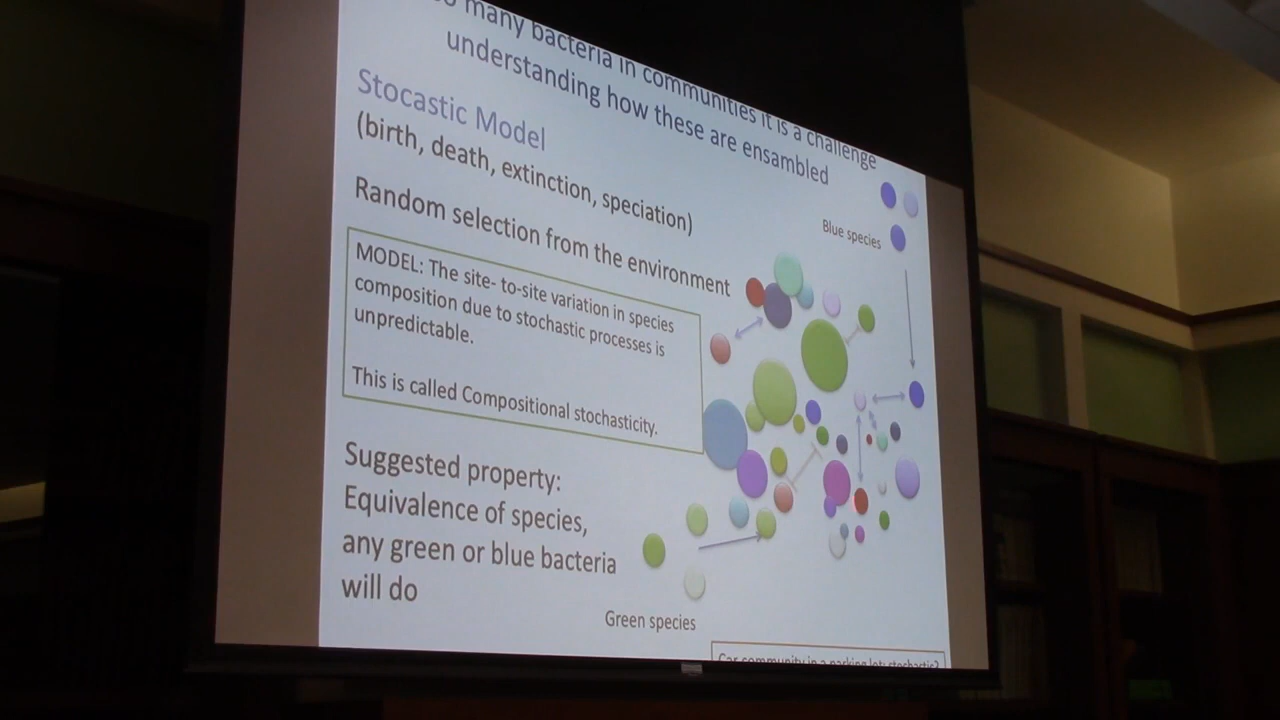 many bacteria in communities it is a challenge
understanding how these are ensambled
Stocastic Model
(birth, death, extinction, speciation)
Random selection from the environment
MODEL: The site- to-site variation in species
composition due to stochastic processes is
unpredictable.
This is called Compositional stochasticity.
Suggested property:
Equivalence of species,
any green or blue bacteria
will do
Blue species
Green species
Car community in a parking lot: stochastic?